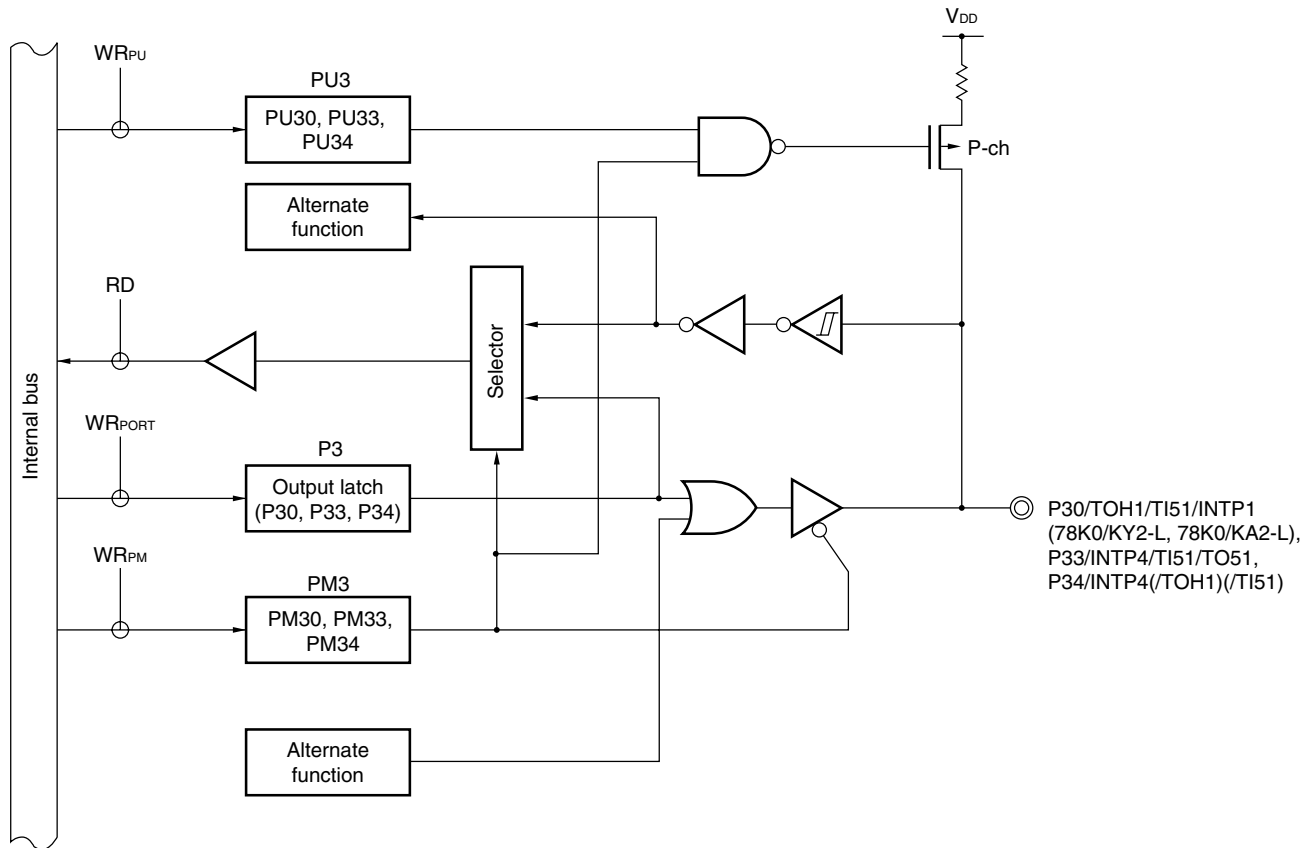 VDD
WRPU
PU3
PU30, PU33,
PU34
P-ch
Alternate
function
RD
Selector
Internal bus
WRPORT
P3
Output latch
(P30, P33, P34)
P30/TOH1/TI51/INTP1
(78K0/KY2-L, 78K0/KA2-L),
P33/INTP4/TI51/TO51,
P34/INTP4(/TOH1)(/TI51)
WRPM
PM3
PM30, PM33,
PM34
Alternate
function